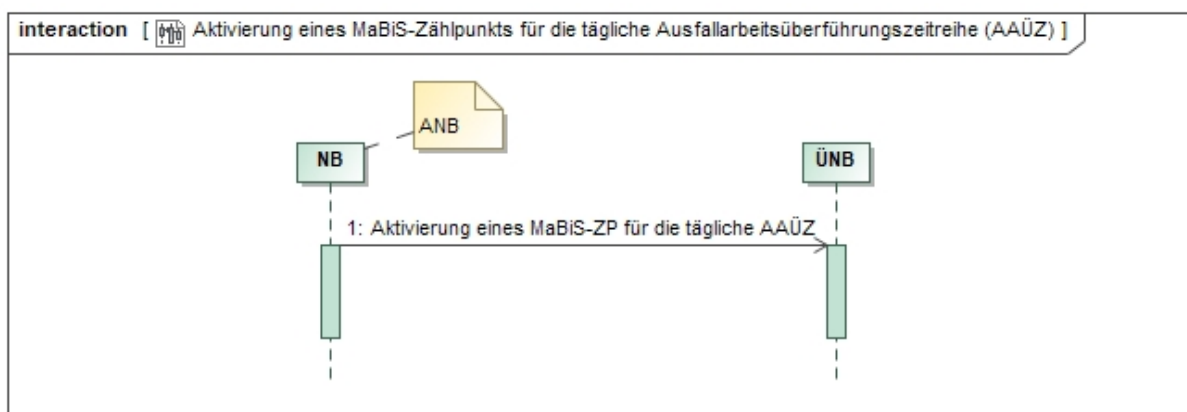 interaction [ Aktivierung eines MaBiS-Zählpunkts für die tägliche Ausfallarbeitsüberführungszeitreihe (AAÜZ) ]
ANB
NB
ÜNB
1: Aktivierung eines MaBiS-ZP für die tägliche AAÜZ